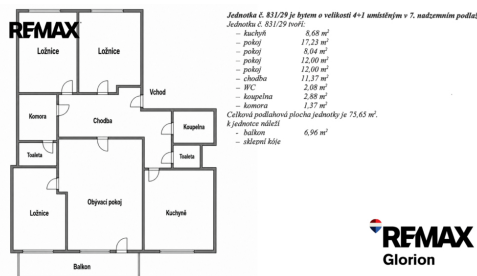 RE/MAX
Ložnice
Ložnice
Vchod
Komora
Chodba
Koupelna
Toaleta
Toaleta
Ložnice
Obývací pokoj
Kuchyně
Balkon
Jednotka č. 831/29 je bytem o velikosti 4+1 umístěným v 7. nadzemním podlaž
Jednotku č. 831/29 tvoří:
– kuchyň 8,68 m²
– pokoj 17,23 m²
– pokoj 8,04 m²
– pokoj 12,00 m²
– pokoj 12,00 m²
– chodba 11,37 m²
– WC 2,08 m²
– koupelna 2,88 m²
– komora 1,37 m²
Celková podlahová plocha jednotky je 75,65 m².
k jednotce náleží
- balkon 6,96 m²
– sklepní kóje
RE/MAX
Glorion